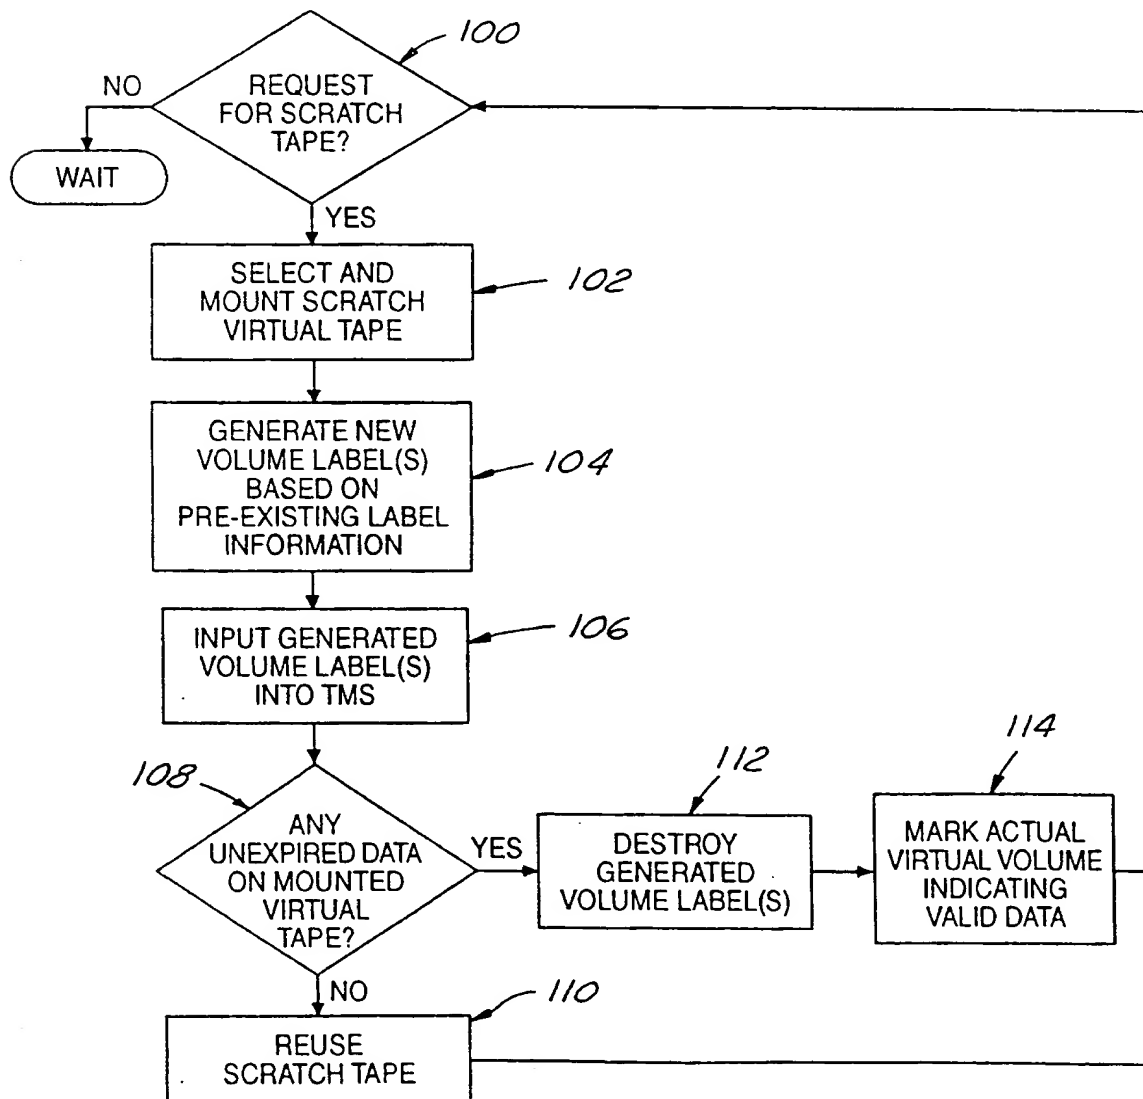 100
REQUEST
FOR SCRATCH
TAPE?
NO
WAIT
YES
SELECT AND
MOUNT SCRATCH
VIRTUAL TAPE
102
GENERATE NEW
VOLUME LABEL(S)
BASED ON
PRE-EXISTING LABEL
INFORMATION
104
INPUT GENERATED
VOLUME LABEL(S)
INTO TMS
106
108
ANY
UNEXPIRED DATA
ON MOUNTED
VIRTUAL
TAPE?
YES
112
DESTROY
GENERATED
VOLUME LABEL(S)
114
MARK ACTUAL
VIRTUAL VOLUME
INDICATING
VALID DATA
NO
110
REUSE
SCRATCH TAPE